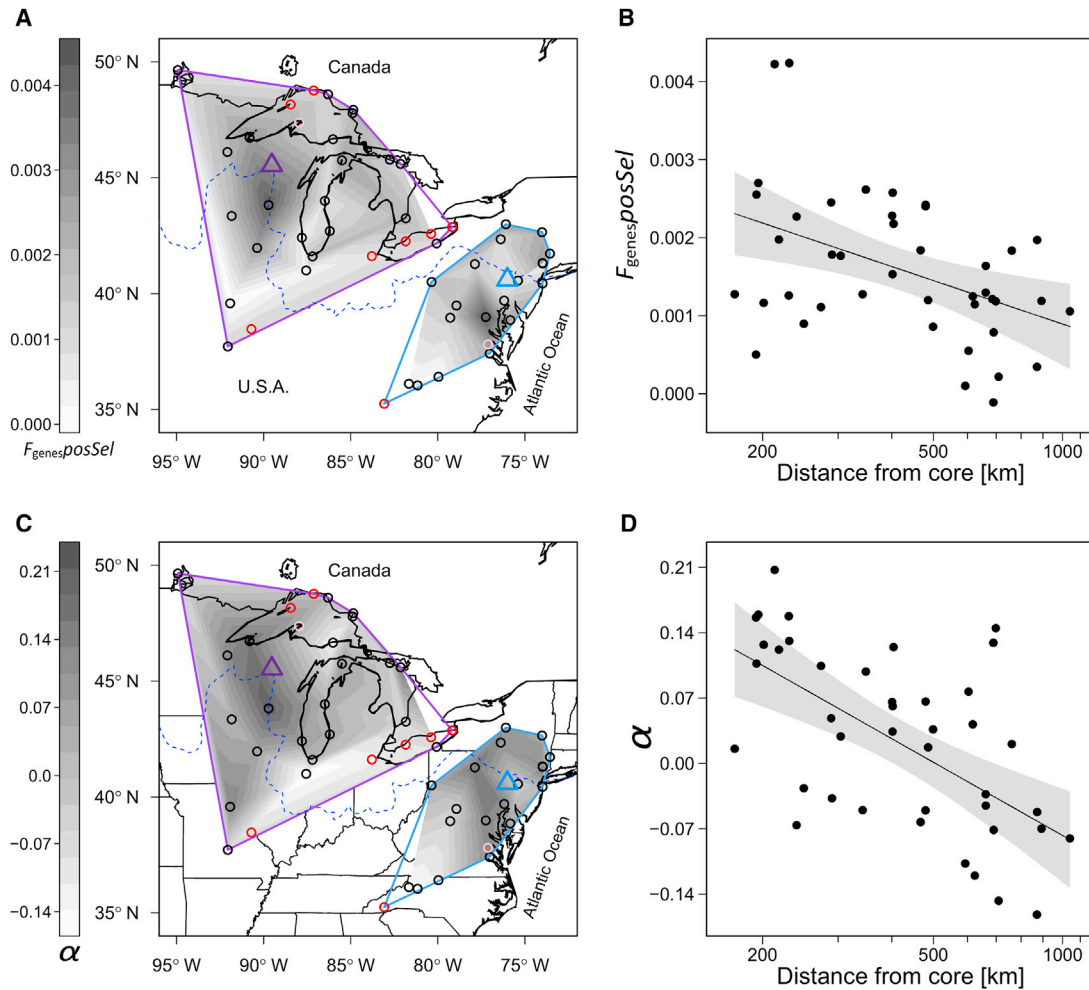 A
0.004
0.003
0.002
0.001
0.000
FgenesposSel
50° N
45° N
40° N
35° N
Canada
U.S.A.
Atlantic Ocean
95° W
90° W
85° W
80° W
75° W
B
FgenesposSel
0.004
0.003
0.002
0.001
0.000
200
500
1000
Distance from core [km]
C
0.21
0.14
0.07
0.0
−0.07
−0.14
α
50° N
45° N
40° N
35° N
Canada
Atlantic Ocean
95° W
90° W
85° W
80° W
75° W
D
α
0.21
0.14
0.07
0.00
−0.07
−0.14
200
500
1000
Distance from core [km]